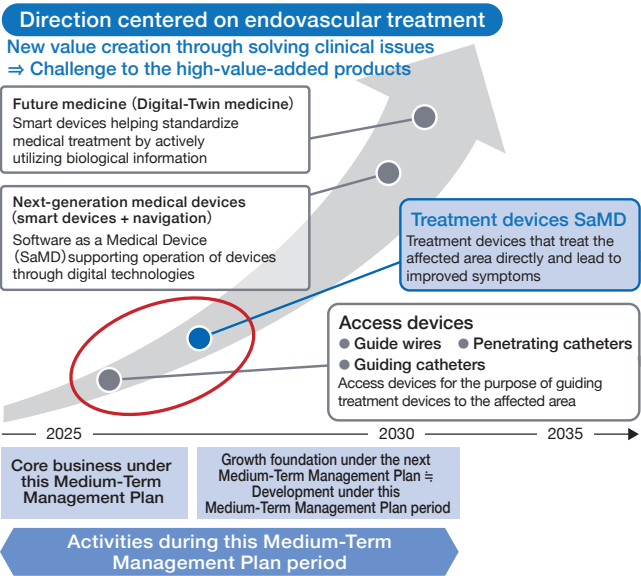 Direction centered on endovascular treatment
New value creation through solving clinical issues
⇒ Challenge to the high-value-added products
Future medicine (Digital-Twin medicine)
Smart devices helping standardize
medical treatment by actively
utilizing biological information
Next-generation medical devices
(smart devices + navigation)
Software as a Medical Device
(SaMD) supporting operation of devices
through digital technologies
Treatment devices SaMD
Treatment devices that treat the
affected area directly and lead to
improved symptoms
Access devices
● Guide wires ● Penetrating catheters
● Guiding catheters
Access devices for the purpose of guiding
treatment devices to the affected area
2025 2030 2035
Core business under
this Medium-Term
Management Plan
Growth foundation under the next
Medium-Term Management Plan ≒
Development under this
Medium-Term Management Plan period
Activities during this Medium-Term
Management Plan period